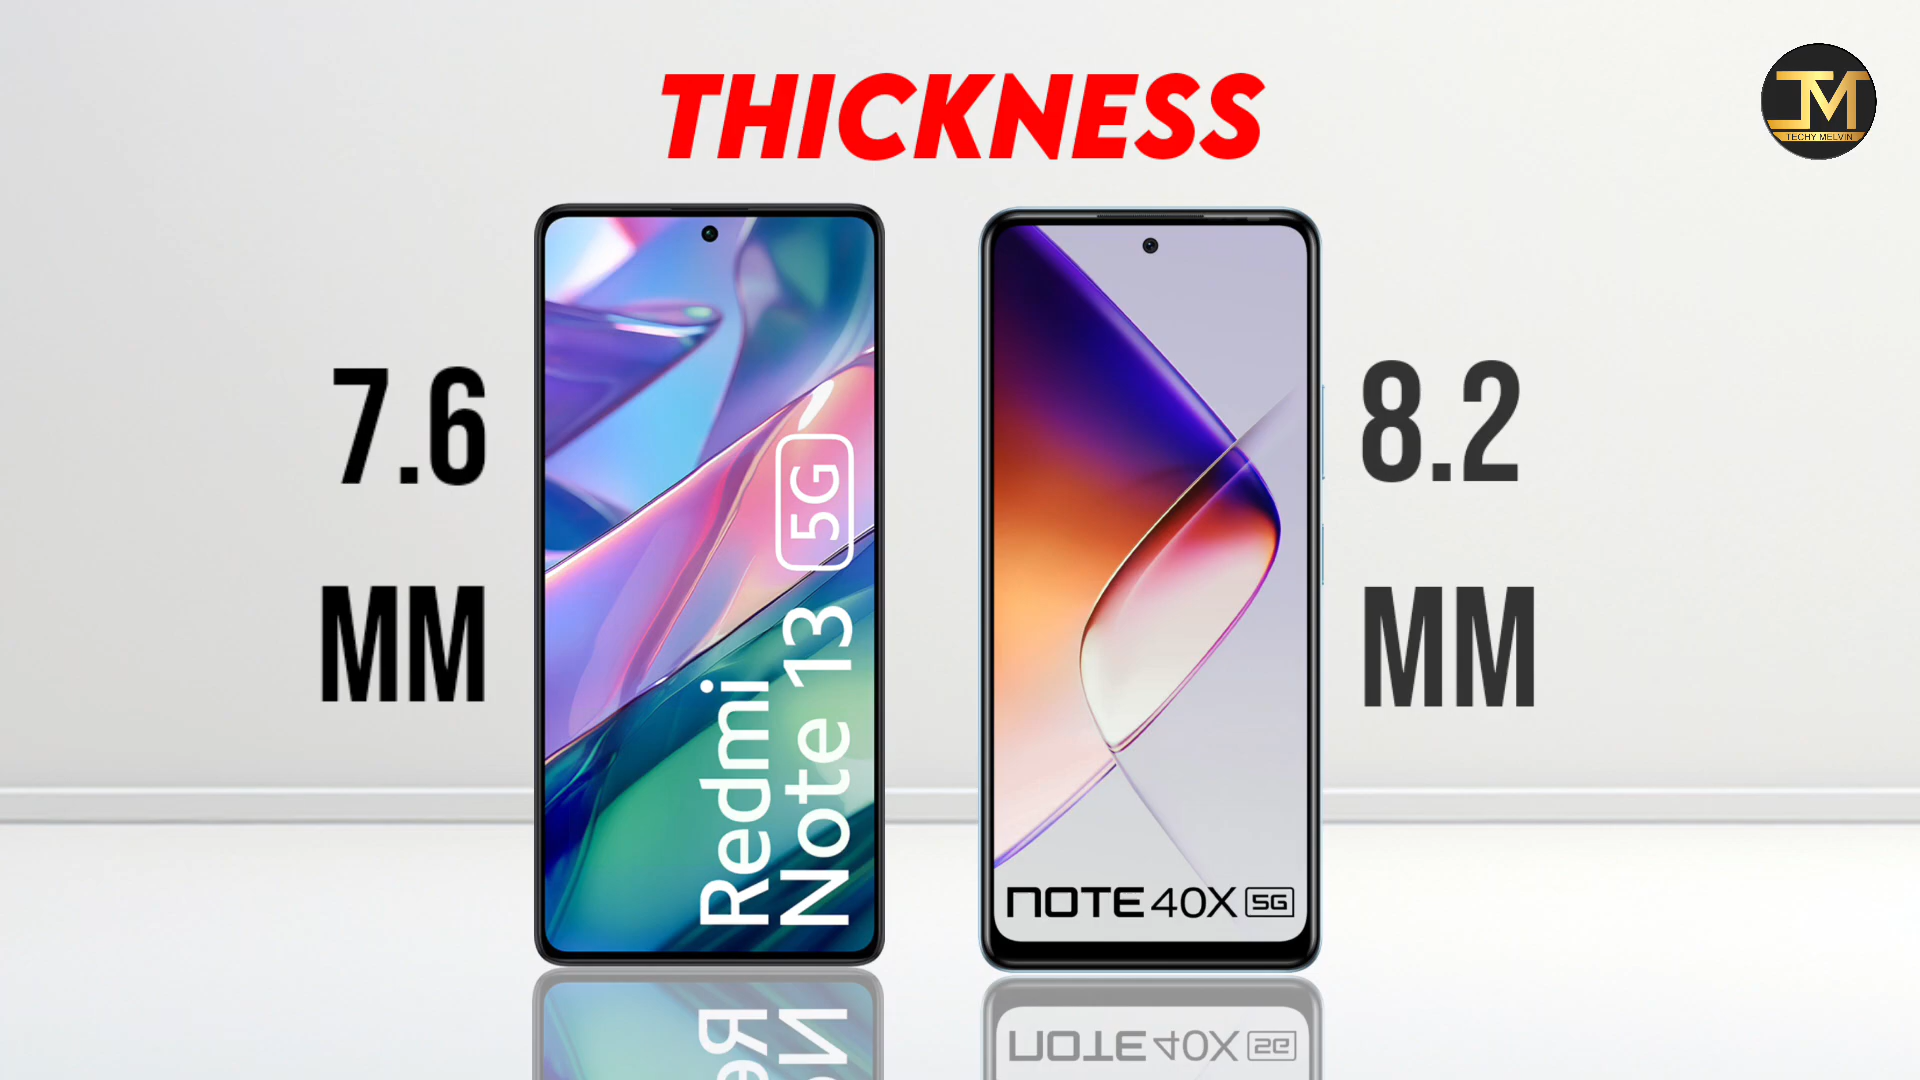 THICKNESS
TECHY MELVIN
7.6
MM
Redmi
Note 13 5G
NOTE 40X 5G
8.2
MM